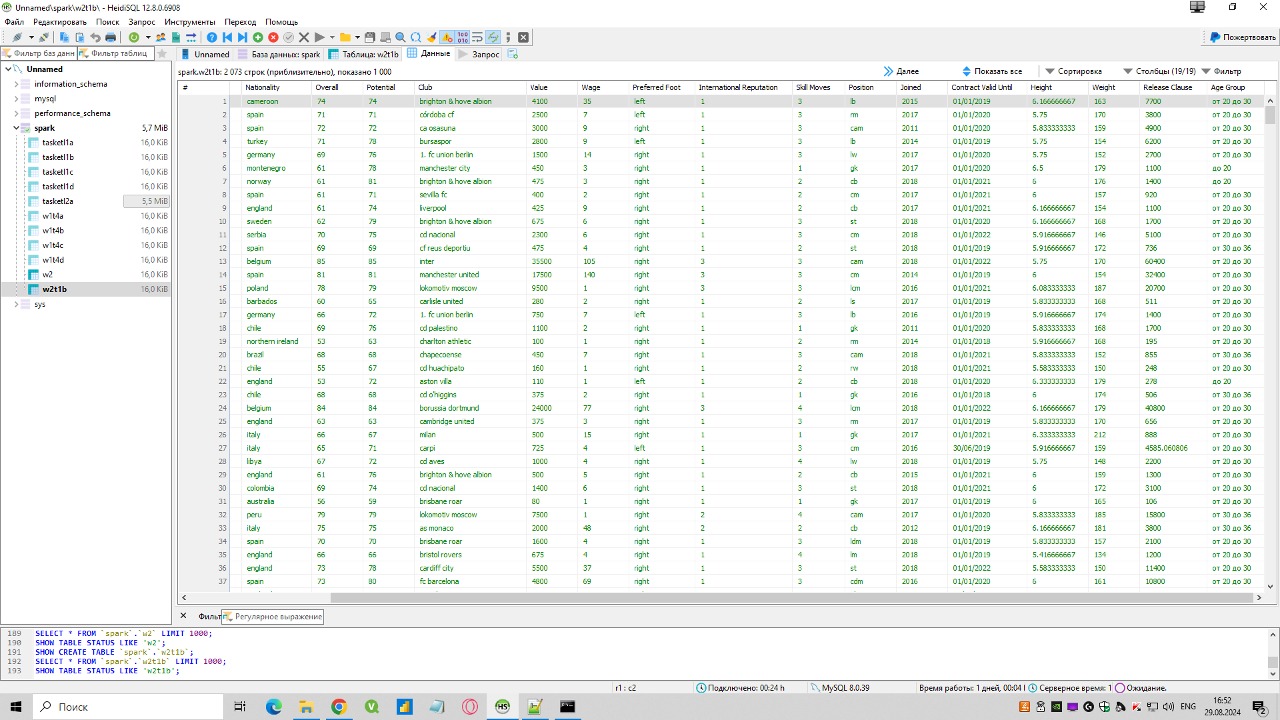 Unnamed\spark\w2t1b\ - HeidiSQL 12.8.0.6908
Файл Редактировать Поиск Запрос Инструменты Переход Помощь
Пожертвовать
Фильтр баз данн Фильтр таблиц Unnamed База данных: spark Таблица: w2t1b Данные Запрос
Unnamed
information_schema
mysql
performance_schema
spark 5,7 MiB
tasketl1a 16,0 KiB
tasketl1b 16,0 KiB
tasketl1c 16,0 KiB
tasketl1d 16,0 KiB
tasketl2a 5,5 MiB
w1t4a 16,0 KiB
w1t4b 16,0 KiB
w1t4c 16,0 KiB
w1t4d 16,0 KiB
w2 16,0 KiB
w2t1b 16,0 KiB
sys
spark.w2t1b: 2 073 строк (приблизительно), показано 1 000 Далее Показать все Сортировка Столбцы (19/19) Фильтр
# Nationality Overall Potential Club Value Wage Preferred Foot International Reputation Skill Moves Position Joined Contract Valid Until Height Weight Release Clause Age Group
1 cameroon 74 74 brighton & hove albion 4100 35 left 1 3 lb 2015 01/01/2019 6.166666667 163 7700 от 20 до 30
2 spain 71 71 córdoba cf 2500 7 left 1 3 rm 2017 01/01/2020 5.75 170 3800 от 20 до 30
3 spain 72 72 ca osasuna 3000 9 right 1 3 cam 2011 01/01/2020 5.833333333 159 4900 от 20 до 30
4 turkey 71 78 bursaspor 2800 9 left 1 3 lb 2014 01/01/2019 5.75 154 6200 от 20 до 30
5 germany 69 71 1. fc union berlin 1500 14 right 1 3 lw 2017 01/01/2020 5.75 152 2700 от 20 до 30
6 montenegro 61 78 manchester city 450 3 right 1 1 gk 2017 01/01/2020 6.5 179 1100 до 20
7 norway 61 81 brighton & hove albion 475 3 right 1 2 cb 2018 01/01/2021 6 176 1400 до 20
8 spain 61 71 sevilla fc 400 2 right 1 2 cm 2018 01/01/2021 6 157 920 от 20 до 30
9 england 61 74 liverpool 425 9 right 1 2 cb 2017 01/01/2021 6.166666667 154 1100 от 20 до 30
10 sweden 62 79 brighton & hove albion 675 6 right 1 3 st 2018 01/01/2020 6.166666667 168 1700 от 20 до 30
11 serbia 70 75 cd nacional 2300 6 right 1 3 cm 2018 01/01/2022 5.916666667 146 5100 от 20 до 30
12 spain 69 69 cf reus deportiu 475 4 right 1 2 st 2018 01/01/2019 5.916666667 172 736 от 30 до 36
13 belgium 85 85 inter 35500 105 right 3 3 cam 2018 01/01/2022 5.75 170 60400 от 20 до 30
14 spain 81 81 manchester united 17500 140 right 3 3 cm 2014 01/01/2019 6 154 32400 от 20 до 30
15 poland 78 79 lokomotiv moscow 9500 1 right 3 3 lcm 2016 01/01/2020 6.083333333 187 20700 от 20 до 30
16 barbados 60 65 carlisle united 280 2 right 1 2 ls 2017 01/01/2019 5.833333333 168 511 от 20 до 30
17 germany 66 72 1. fc union berlin 750 7 left 1 3 lb 2016 01/01/2019 5.916666667 174 1400 от 20 до 30
18 chile 69 76 cd palestino 1100 2 right 1 1 gk 2011 01/01/2020 5.833333333 168 1700 от 20 до 30
19 northern ireland 53 63 charlton athletic 100 1 right 1 2 rm 2014 01/01/2018 5.916666667 168 195 от 20 до 30
20 brazil 68 68 chapecoense 450 7 right 1 3 cam 2018 01/01/2021 5.833333333 152 855 от 30 до 36
21 chile 55 67 cd huachipato 160 1 right 1 2 rw 2018 01/01/2021 5.583333333 150 248 от 20 до 30
22 england 53 72 aston villa 110 1 left 1 2 cb 2017 01/01/2020 6.333333333 179 278 до 20
23 chile 68 68 cd o'higgins 375 2 right 1 1 gk 2016 01/01/2018 6 174 506 от 30 до 36
24 belgium 84 84 borussia dortmund 24000 77 right 3 4 lcm 2018 01/01/2022 6.166666667 179 40800 от 20 до 30
25 england 63 63 cambridge united 375 3 right 1 3 rm 2017 01/01/2019 5.833333333 170 656 от 20 до 30
26 italy 66 67 milan 500 15 right 1 1 gk 2017 01/01/2021 6.333333333 212 888 от 20 до 30
27 italy 65 71 carpi 725 4 left 1 3 cm 2016 30/06/2019 5.916666667 159 4585.060806 от 20 до 30
28 libya 67 72 cd aves 1000 4 right 1 4 lw 2018 01/01/2019 5.75 148 2200 от 20 до 30
29 england 61 76 brighton & hove albion 500 5 right 1 2 cb 2015 01/01/2021 6 159 1300 от 20 до 30
30 colombia 69 74 cd nacional 1400 6 right 1 3 st 2018 01/01/2021 6 172 3100 от 20 до 30
31 australia 56 59 brisbane roar 80 1 right 1 2 cb 2017 01/01/2019 6 165 106 от 20 до 30
32 peru 79 79 lokomotiv moscow 7500 1 right 2 4 cam 2017 01/01/2020 5.833333333 185 15800 от 30 до 36
33 italy 75 75 as monaco 2000 48 right 2 2 cb 2012 01/01/2019 6.166666667 181 3800 от 30 до 36
34 spain 70 70 brisbane roar 1600 4 right 1 3 ldm 2018 01/01/2019 5.833333333 157 2100 от 20 до 30
35 england 66 66 bristol rovers 675 4 right 1 4 lm 2018 01/01/2019 5.416666667 134 1200 от 20 до 30
36 england 73 78 cardiff city 5500 37 right 1 3 st 2018 01/01/2022 5.583333333 150 11400 от 20 до 30
37 spain 73 80 fc barcelona 4800 69 right 1 3 cdm 2016 01/01/2020 6 161 10800 от 20 до 30
Фильт Регулярное выражение
189 SELECT * FROM `spark`.`w2` LIMIT 1000;
190 SHOW TABLE STATUS LIKE 'w2';
191 SHOW CREATE TABLE `spark`.`w2t1b`;
192 SELECT * FROM `spark`.`w2t1b` LIMIT 1000;
193 SHOW TABLE STATUS LIKE 'w2t1b';
r1 : c2 Подключено: 00:24 h MySQL 8.0.39 Время работы: 1 дней, 00:04 l Серверное время: 1 Ожидание.
Поиск ENG 16:52
29.08.2024